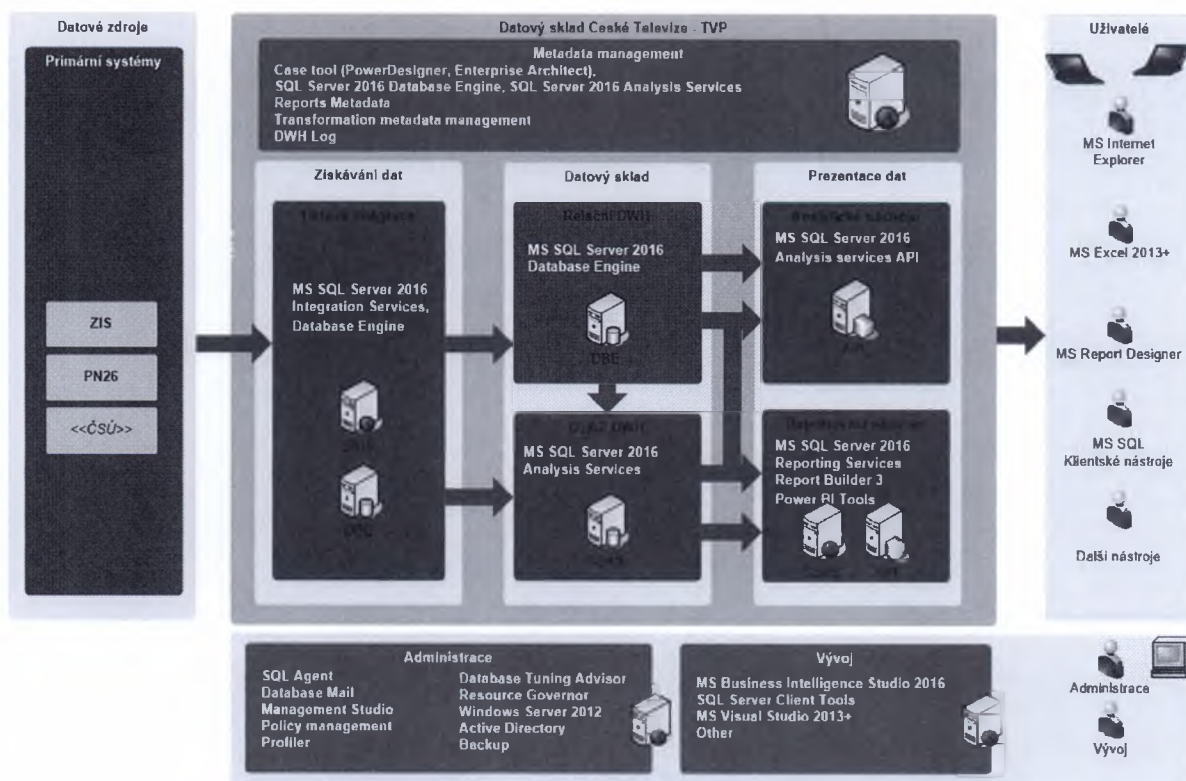 Datové zdroje
Primární systémy
ZIS
PN26
<<ČSÚ>>
Datový sklad České Televize - TVP
Metadata management
Case tool (PowerDesigner, Enterprise Architect),
SQL Server 2016 Database Engine, SQL Server 2016 Analysis Services
Reports Metadata
Transformation metadata management
DWH Log
Získávání dat
MS SQL Server 2016
Integration Services,
Database Engine
Datový sklad
Relační DWH
MS SQL Server 2016
Database Engine
DBE
OLAP DWH
MS SQL Server 2016
Analysis Services
Prezentace dat
MS SQL Server 2016
Analysis services API
MS SQL Server 2016
Reporting Services
Report Builder 3
Power BI Tools
Uživatelé
MS Internet
Explorer
MS Excel 2013+
MS Report Designer
MS SQL
Klientské nástroje
Další nástroje
Administrace
SQL Agent
Database Mail
Management Studio
Policy management
Profiler
Database Tuning Advisor
Resource Governor
Windows Server 2012
Active Directory
Backup
Vývoj
MS Business Intelligence Studio 2016
SQL Server Client Tools
MS Visual Studio 2013+
Other
Administrace
Vývoj